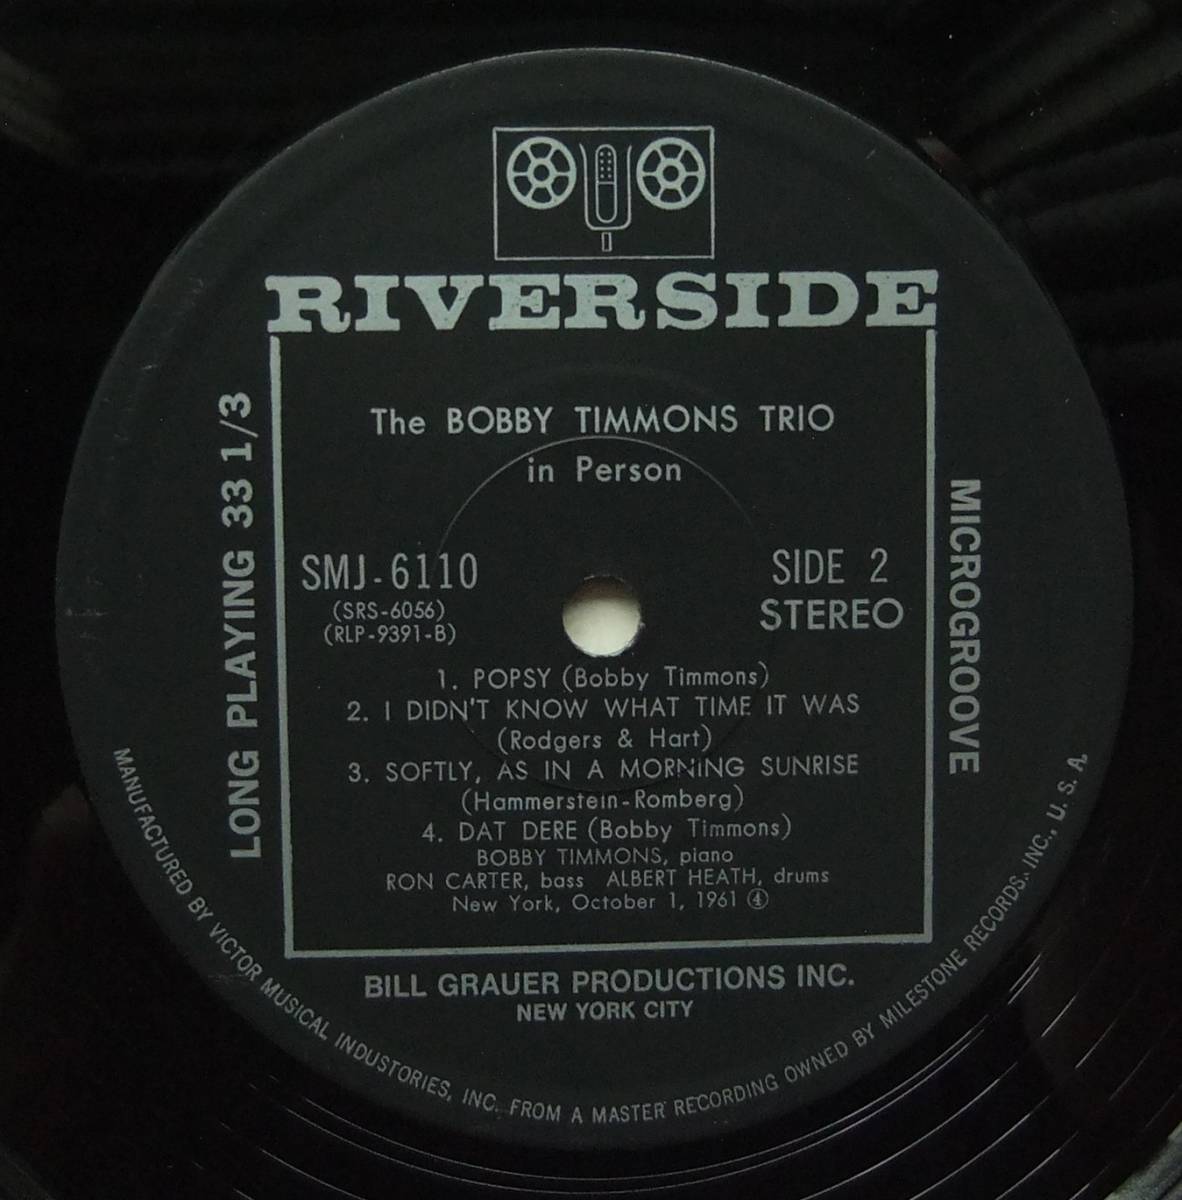 RIVERSIDE
The BOBBY TIMMONS TRIO
in Person
LONG PLAYING 33 1/3
MICROGROOVE
SMJ-6110
(SRS-6056)
(RLP-9391-B)
SIDE 2
STEREO
1. POPSY (Bobby Timmons)
2. I DIDN'T KNOW WHAT TIME IT WAS
(Rodgers & Hart)
3. SOFTLY, AS IN A MORNING SUNRISE
(Hammerstein-Romberg)
4. DAT DERE (Bobby Timmons)
BOBBY TIMMONS, piano
RON CARTER, bass ALBERT HEATH, drums
New York, October 1, 1961 ④
BILL GRAUER PRODUCTIONS INC.
NEW YORK CITY
MANUFACTURED BY VICTOR MUSICAL INDUSTORIES, INC. FROM A MASTER RECORDING OWNED BY MILESTONE RECORDS, INC., U. S. A.